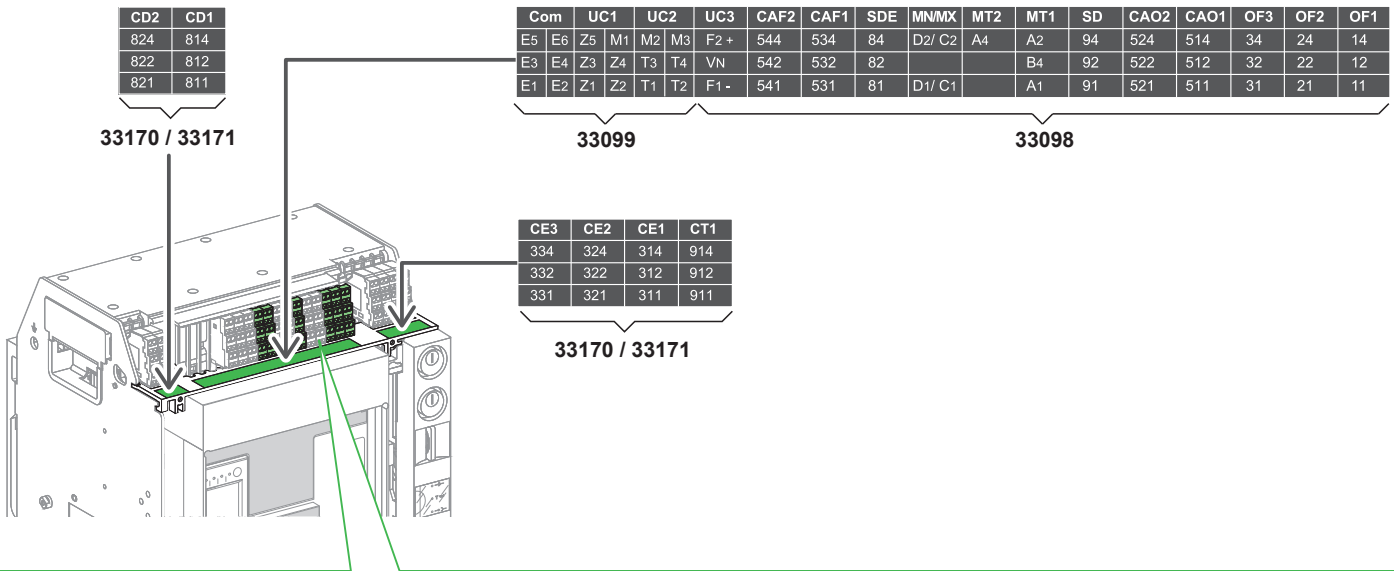 CD2 CD1
824 814
822 812
821 811
33170 / 33171
Com UC1 UC2 UC3 CAF2 CAF1 SDE MN/MX MT2 MT1 SD CAO2 CAO1 OF3 OF2 OF1
E5 E6 Z5 M1 M2 M3 F2 + 544 534 84 D2/ C2 A4 A2 94 524 514 34 24 14
E3 E4 Z3 Z4 T3 T4 VN 542 532 82 B4 92 522 512 32 22 12
E1 E2 Z1 Z2 T1 T2 F1 - 541 531 81 D1/ C1 A1 91 521 511 31 21 11
33099 33098
CE3 CE2 CE1 CT1
334 324 314 914
332 322 312 912
331 321 311 911
33170 / 33171